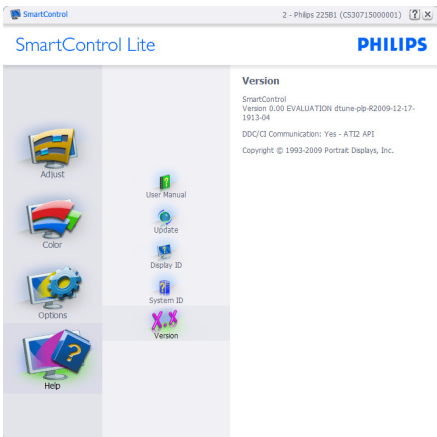 SmartControl
2 - Philips 225B1 (CS30715000001)
SmartControl Lite
PHILIPS
Adjust
Color
Options
Help
User Manual
Update
Display ID
System ID
X.X
Version
Version
SmartControl
Version 0.00 EVALUATION dtune-plp-R2009-12-17-
1913-04
DDC/CI Communication: Yes - ATI2 API
Copyright © 1993-2009 Portrait Displays, Inc.